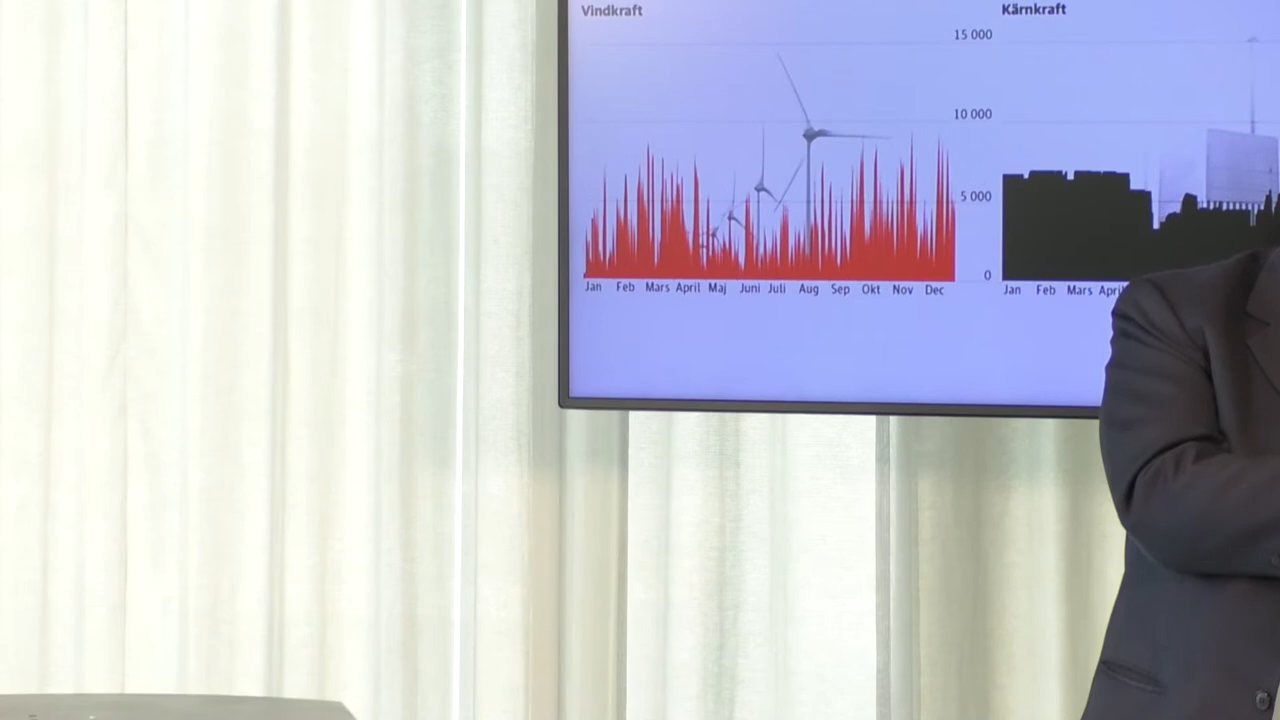 Vindkraft
15 000
10 000
5 000
0
Jan Feb Mars April Maj Juni Juli Aug Sep Okt Nov Dec
Kärnkraft
Jan Feb Mars April